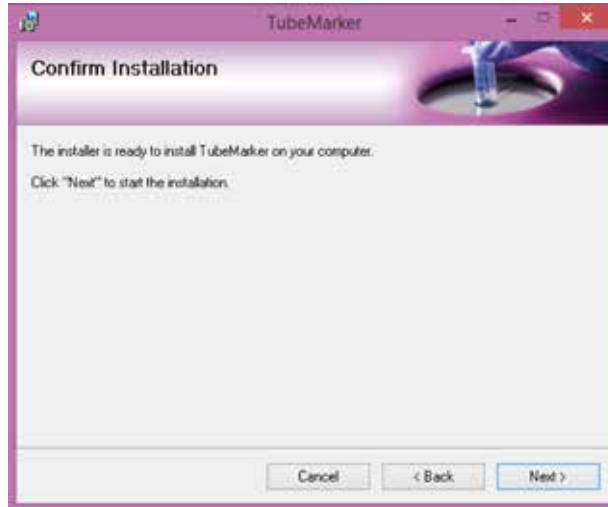 TubeMarker
Confirm Installation
The installer is ready to install TubeMarker on your computer.
Click "Next" to start the installation.
Cancel
< Back
Next >